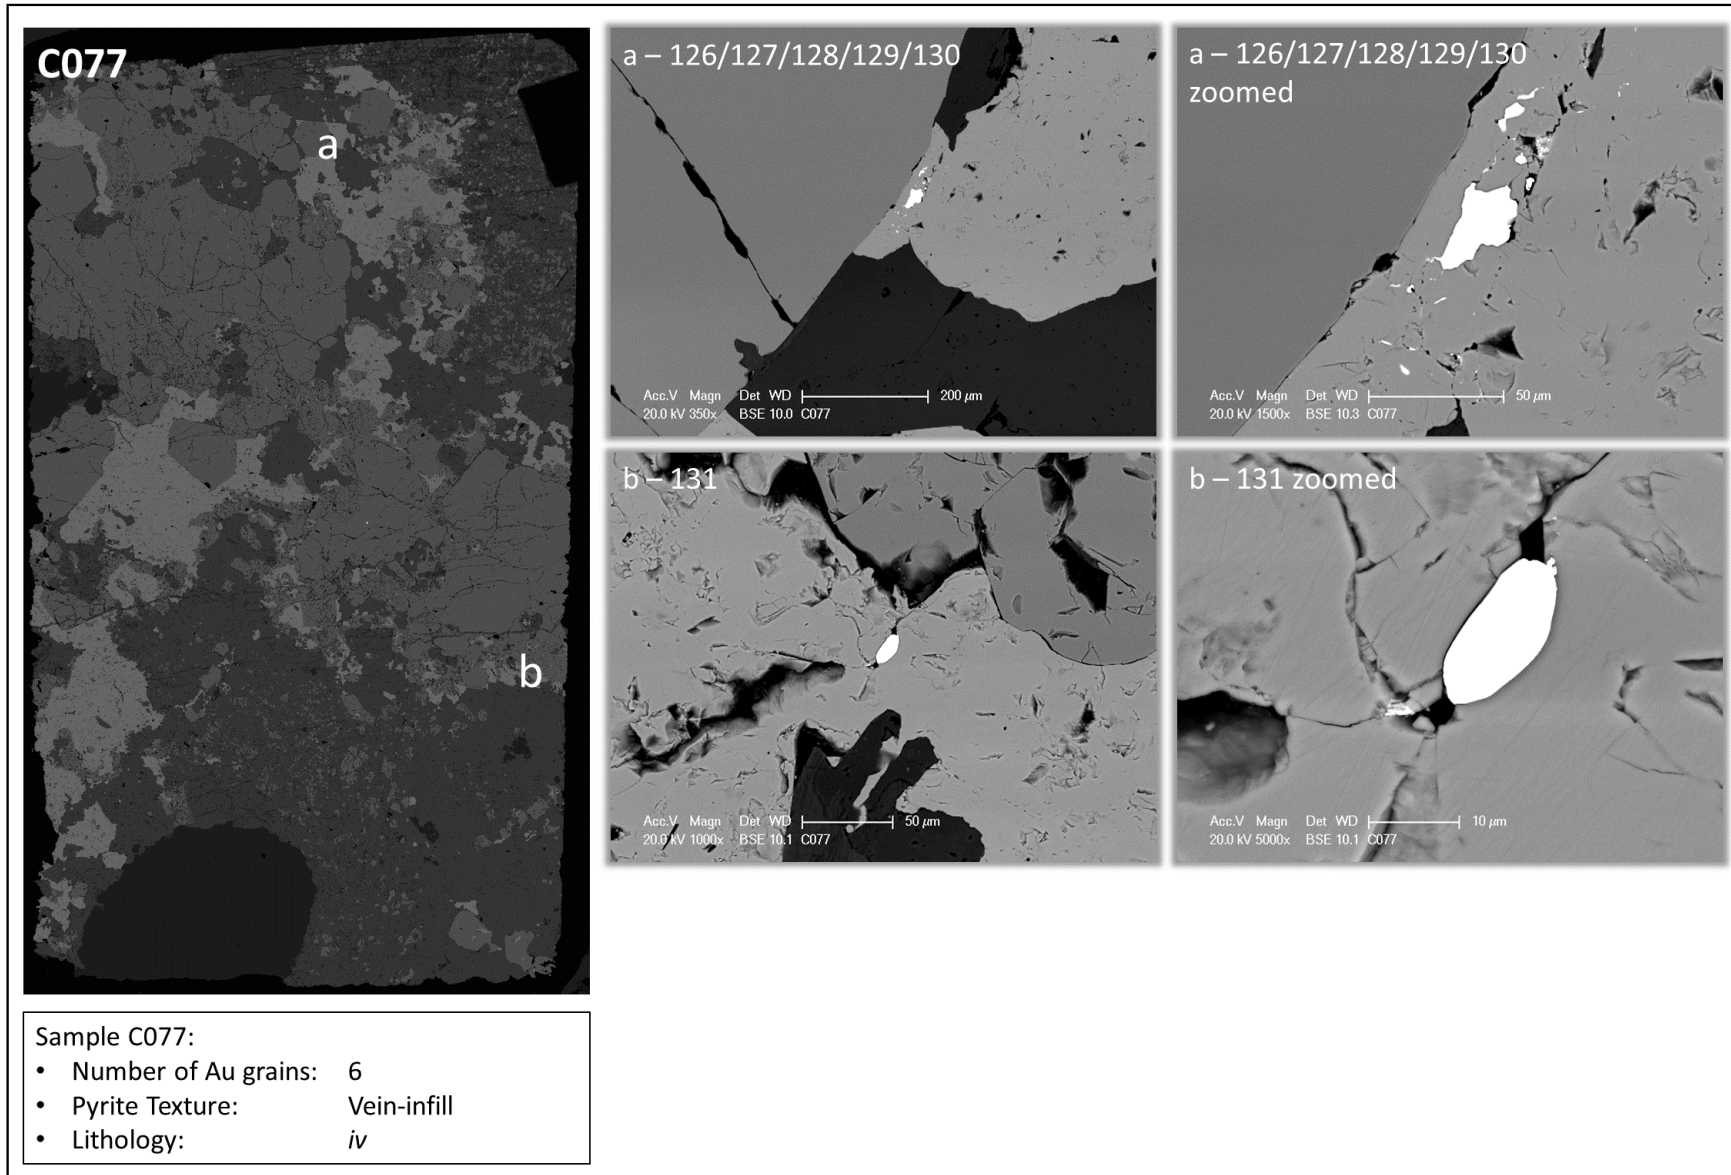 C077
a
b
a – 126/127/128/129/130
Acc.V Magn Det WD 200 µm
20.0 kV 350x BSE 10.0 C077
a – 126/127/128/129/130
zoomed
Acc.V Magn Det WD 50 µm
20.0 kV 1500x BSE 10.3 C077
b – 131
Acc.V Magn Det WD 50 µm
20.0 kV 1000x BSE 10.1 C077
b – 131 zoomed
Acc.V Magn Det WD 10 µm
20.0 kV 5000x BSE 10.1 C077
Sample C077:
• Number of Au grains: 6
• Pyrite Texture: Vein-infill
• Lithology: iv